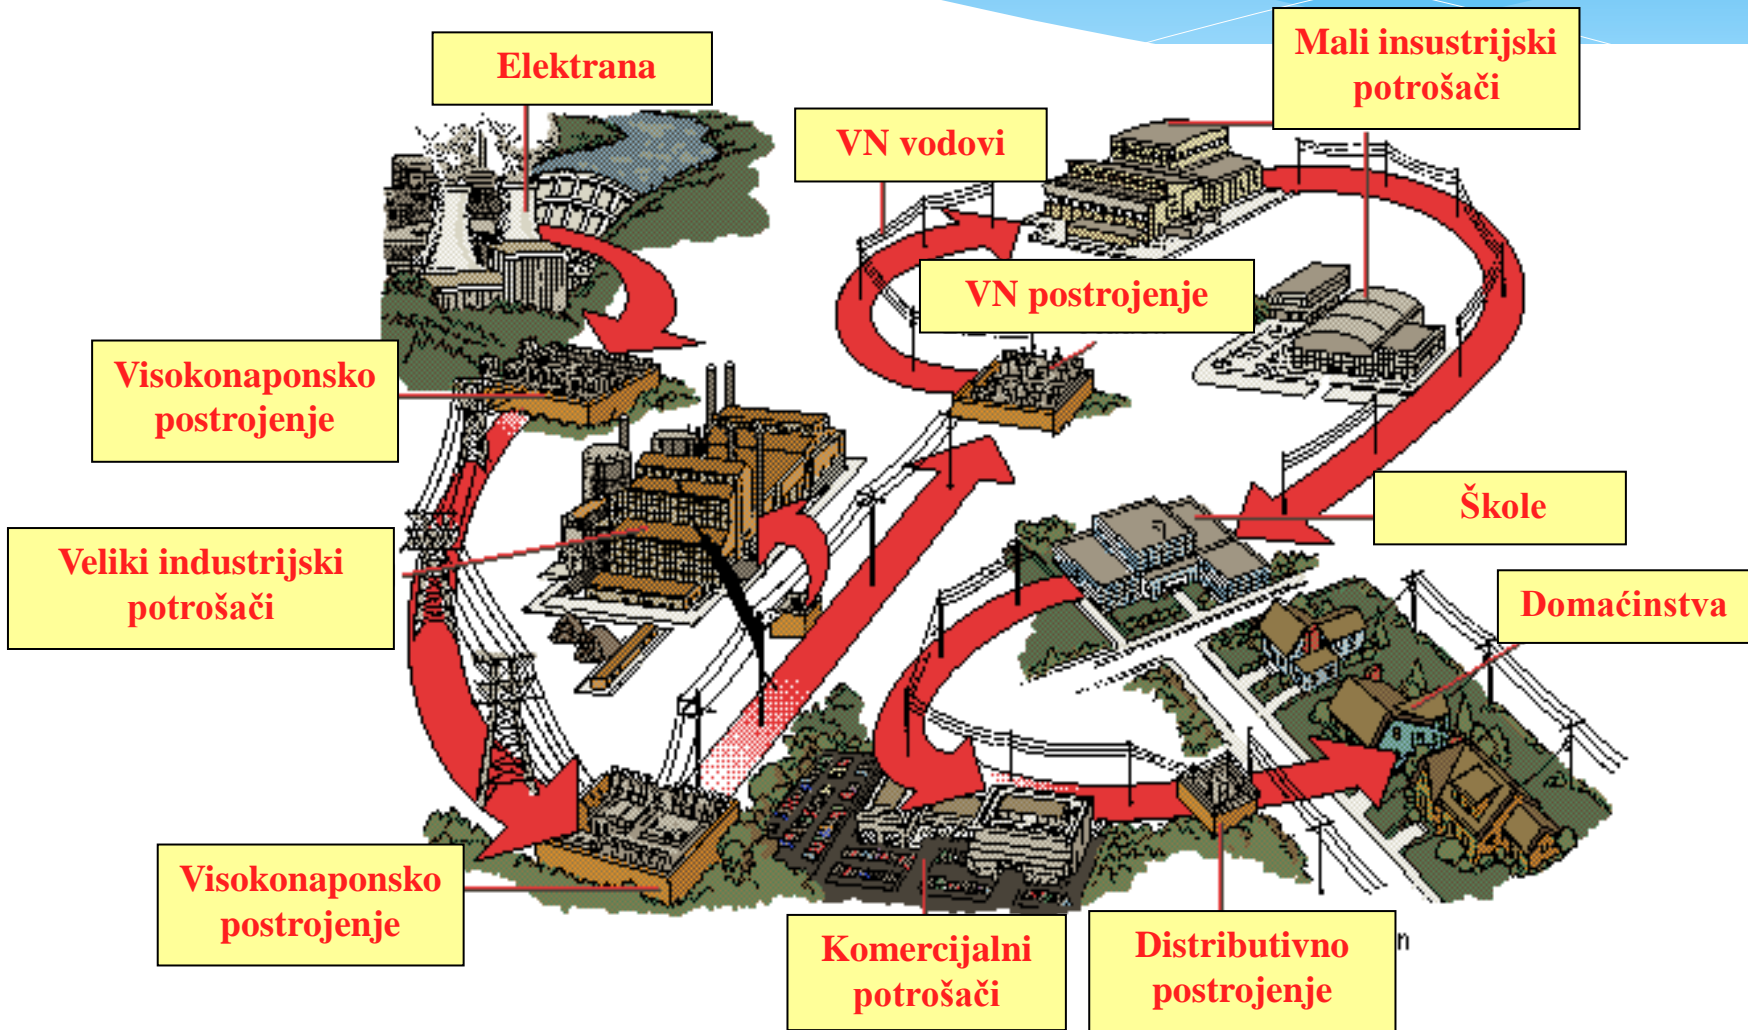 Elektrana
Mali insustrijski
potrošači
VN vodovi
VN postrojenje
Visokonaponsko
postrojenje
Škole
Veliki industrijski
potrošači
Domaćinstva
Visokonaponsko
postrojenje
Komercijalni
potrošači
Distributivno
postrojenje
n